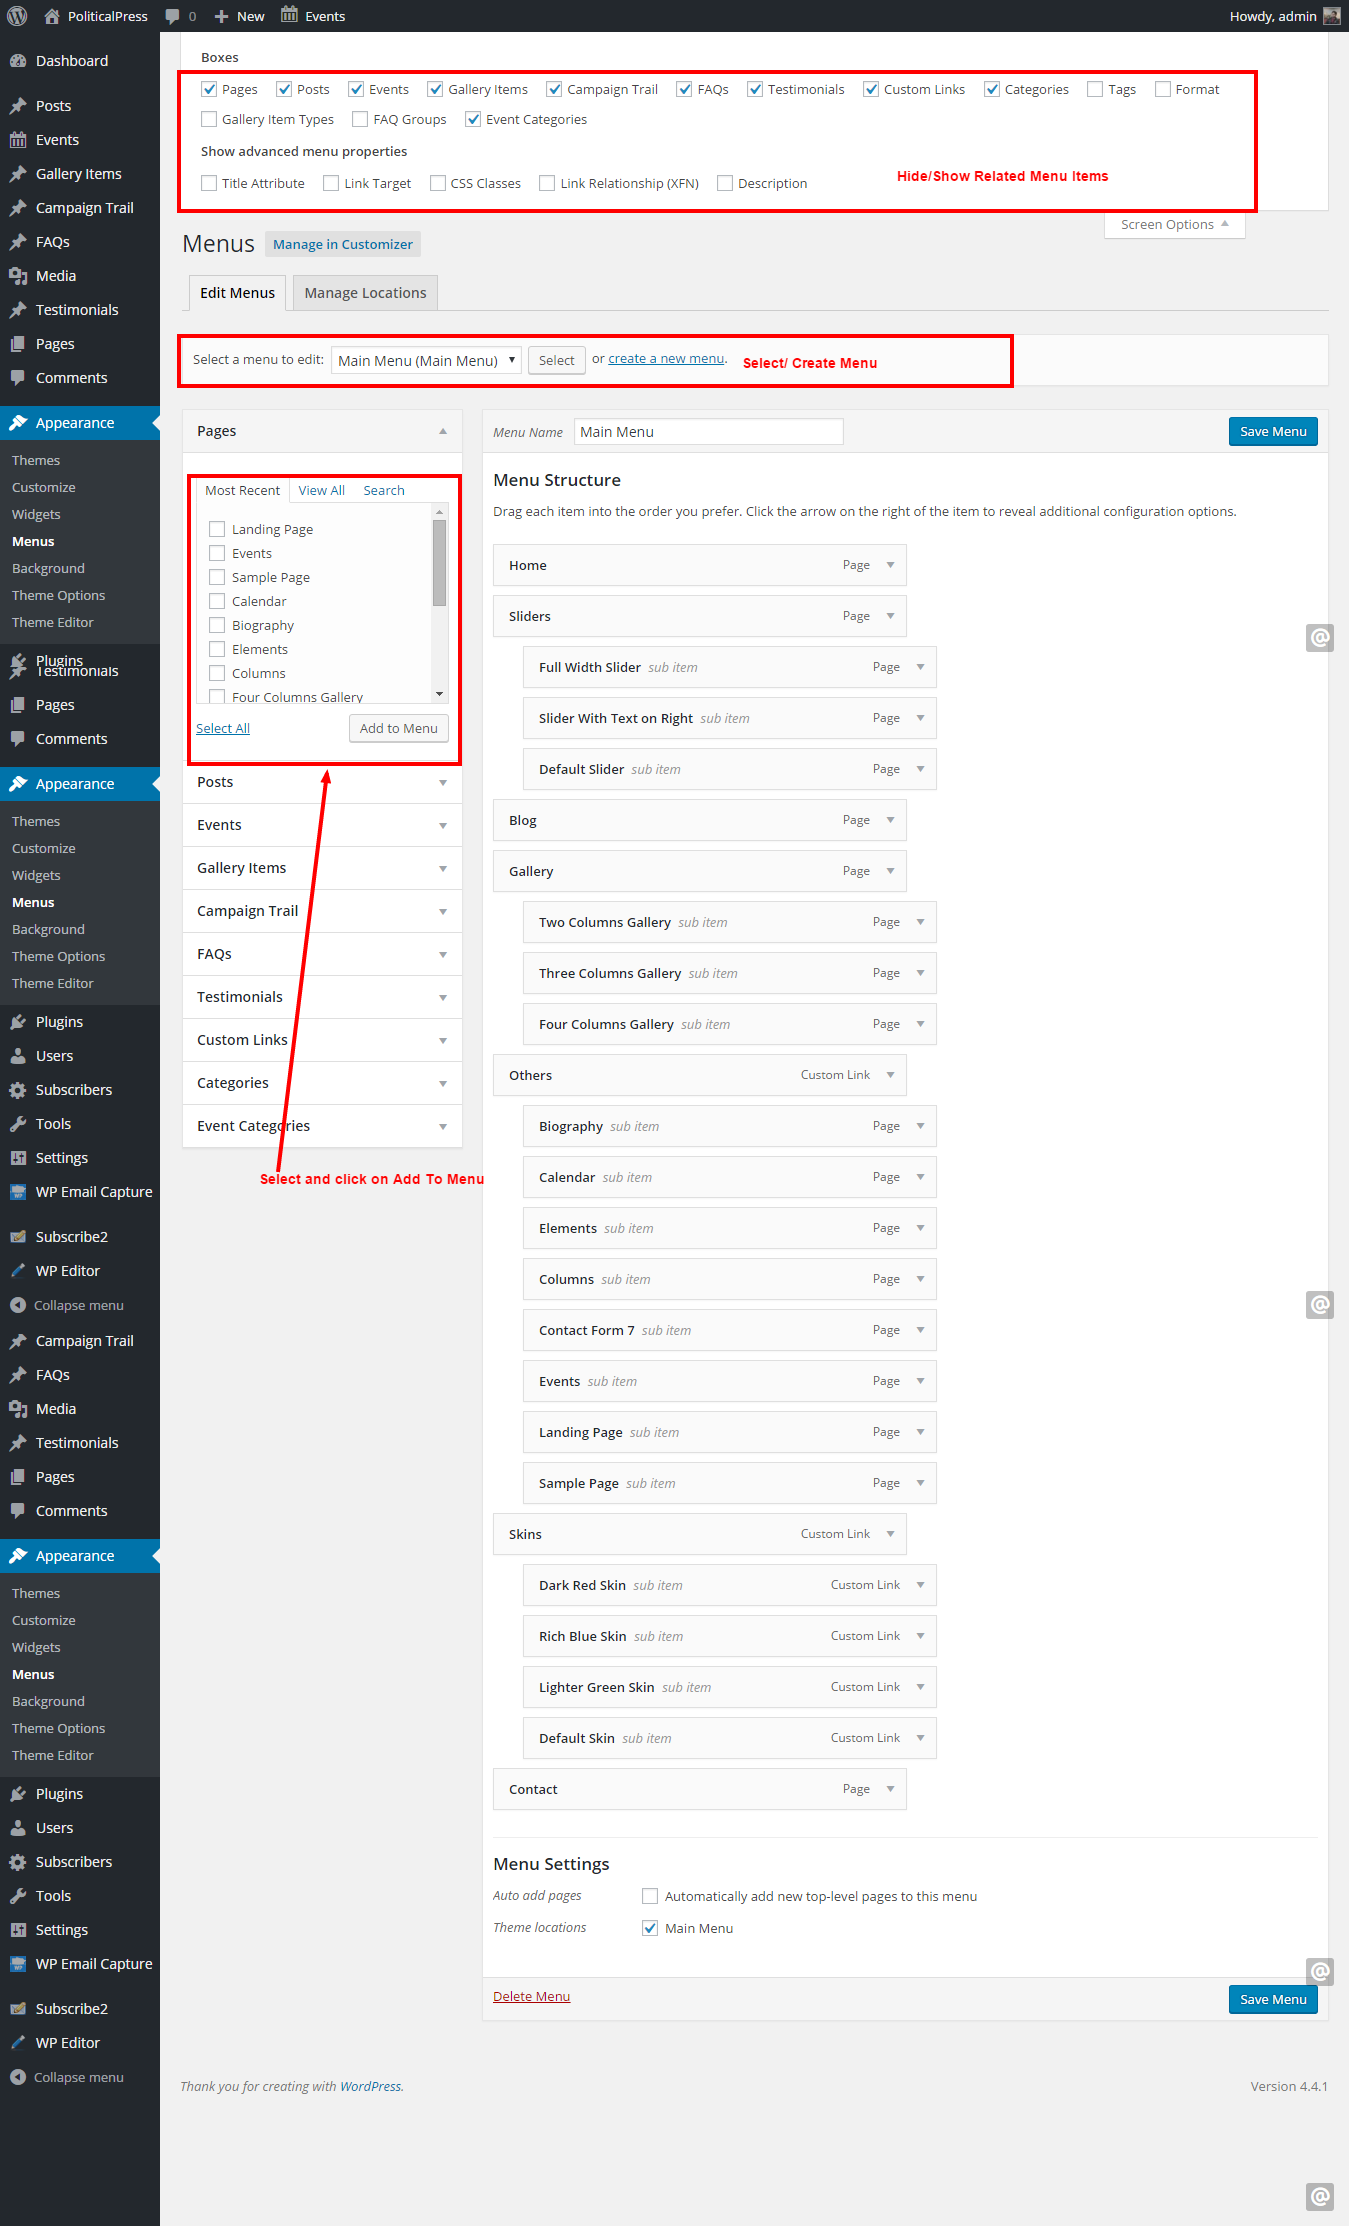 PoliticalPress 0 New Events Howdy, admin
Dashboard
Posts
Events
Gallery Items
Campaign Trail
FAQs
Media
Testimonials
Pages
Comments
Appearance
Themes
Customize
Widgets
Menus
Background
Theme Options
Theme Editor
Plugins
Testimonials
Pages
Comments
Appearance
Themes
Customize
Widgets
Menus
Background
Theme Options
Theme Editor
Plugins
Users
Subscribers
Tools
Settings
WP Email Capture
Subscribe2
WP Editor
Collapse menu
Campaign Trail
FAQs
Media
Testimonials
Pages
Comments
Appearance
Themes
Customize
Widgets
Menus
Background
Theme Options
Theme Editor
Plugins
Users
Subscribers
Tools
Settings
WP Email Capture
Subscribe2
WP Editor
Collapse menu
Boxes
Pages Posts Events Gallery Items Campaign Trail FAQs Testimonials Custom Links Categories Tags Format
Gallery Item Types FAQ Groups Event Categories
Show advanced menu properties
Title Attribute Link Target CSS Classes Link Relationship (XFN) Description
Hide/Show Related Menu Items
Screen Options
Menus Manage in Customizer
Edit Menus Manage Locations
Select a menu to edit: Main Menu (Main Menu) Select or create a new menu. Select/ Create Menu
Pages
Most Recent View All Search
Landing Page
Events
Sample Page
Calendar
Biography
Elements
Columns
Four Columns Gallery
Select All Add to Menu
Posts
Events
Gallery Items
Campaign Trail
FAQs
Testimonials
Custom Links
Categories
Event Categories
Select and click on Add To Menu
Menu Name Main Menu Save Menu
Menu Structure
Drag each item into the order you prefer. Click the arrow on the right of the item to reveal additional configuration options.
Home Page
Sliders Page
Full Width Slider sub item Page
Slider With Text on Right sub item Page
Default Slider sub item Page
Blog Page
Gallery Page
Two Columns Gallery sub item Page
Three Columns Gallery sub item Page
Four Columns Gallery sub item Page
Others Custom Link
Biography sub item Page
Calendar sub item Page
Elements sub item Page
Columns sub item Page
Contact Form 7 sub item Page
Events sub item Page
Landing Page sub item Page
Sample Page sub item Page
Skins Custom Link
Dark Red Skin sub item Custom Link
Rich Blue Skin sub item Custom Link
Lighter Green Skin sub item Custom Link
Default Skin sub item Custom Link
Contact Page
Menu Settings
Auto add pages Automatically add new top-level pages to this menu
Theme locations Main Menu
Delete Menu Save Menu
Thank you for creating with WordPress. Version 4.4.1
@
@
@
@